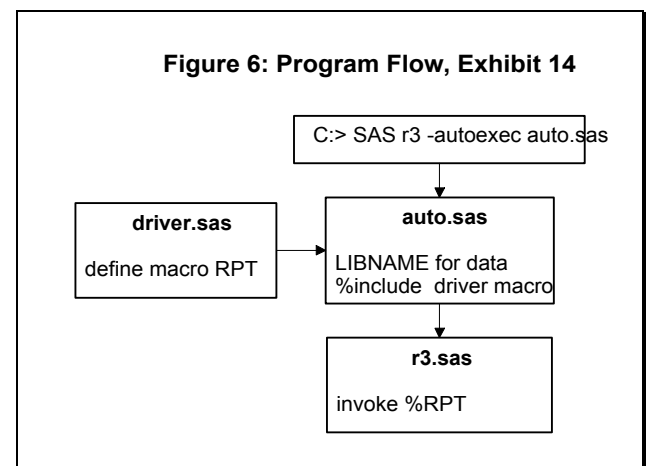 Figure 6: Program Flow, Exhibit 14
C:> SAS r3 -autoexec auto.sas
driver.sas
define macro RPT
auto.sas
LIBNAME for data
%include driver macro
r3.sas
invoke %RPT